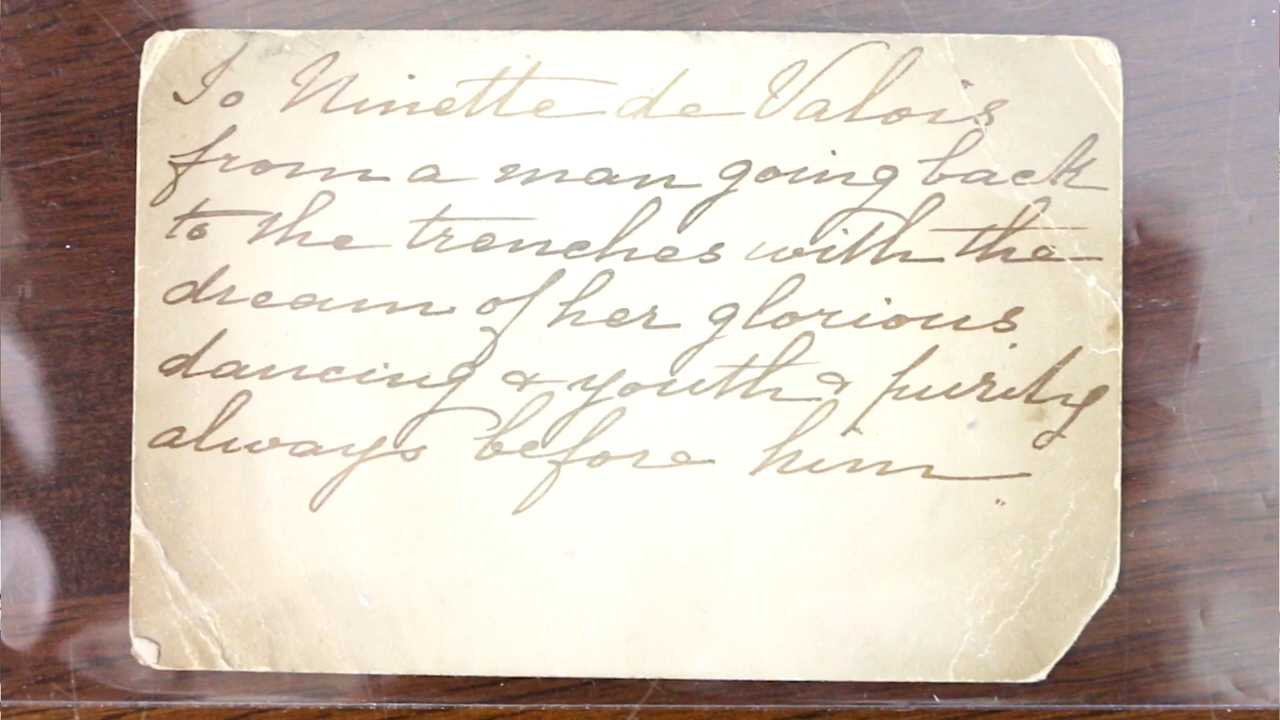 To Ninette de Valois
from a man going back
to the trenches with the
dream of her glorious
dancing & youth & purity
always before him